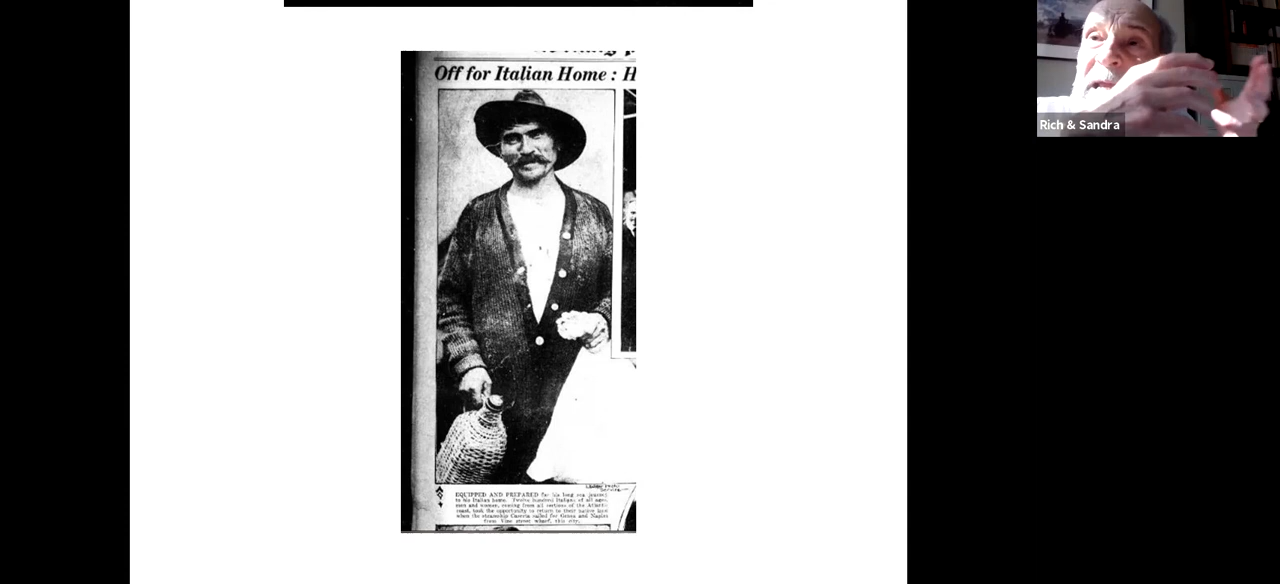 Off for Italian Home : H
Service
EQUIPPED AND PREPARED for his long sea journey
to his Italian home. Twelve hundred Italians of all ages,
men and women, coming from all sections of the Atlantic
coast, took the opportunity to return to their native land
when the steamship Caserta sailed for Genoa and Naples
from Vine street wharf, this city.
Rich & Sandra